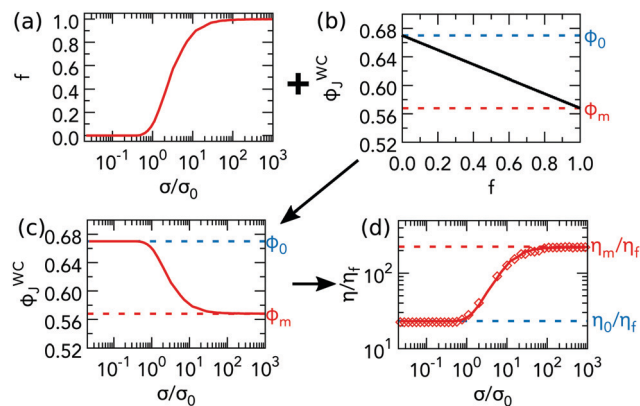 (a)
1.0
0.8
0.6
0.4
0.2
0.0
f
10⁻¹ 10⁰ 10¹ 10² 10³
σ/σ₀
+
(b)
0.68
0.64
0.60
0.56
0.52
ϕ_J^WC
ϕ₀
ϕₘ
0.0 0.2 0.4 0.6 0.8 1.0
f
(c)
0.68
0.64
0.60
0.56
0.52
ϕ_J^WC
ϕ₀
ϕₘ
10⁻¹ 10⁰ 10¹ 10² 10³
σ/σ₀
(d)
10²
10¹
η/η_f
ηₘ/η_f
η₀/η_f
10⁻¹ 10⁰ 10¹ 10² 10³
σ/σ₀